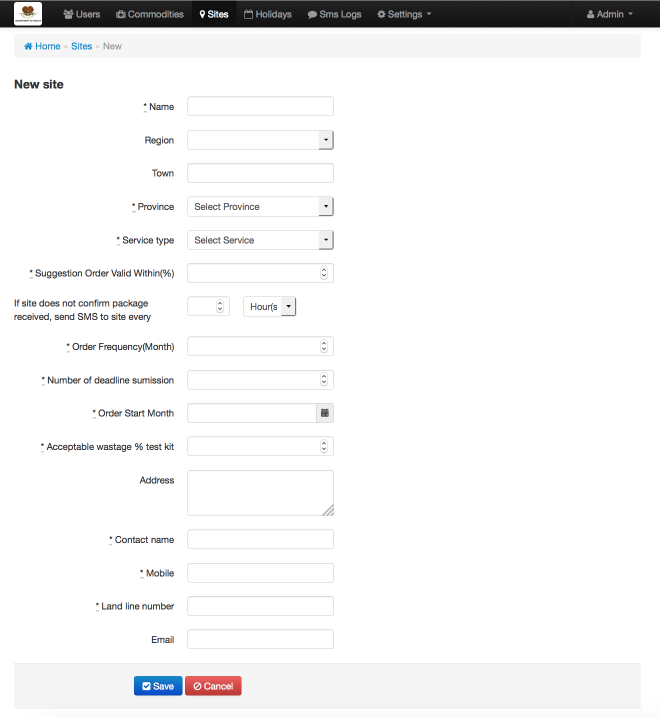 Users Commodities Sites Holidays Sms Logs Settings Admin
Home » Sites » New
New site
* Name
Region
Town
* Province Select Province
* Service type Select Service
* Suggestion Order Valid Within(%)
If site does not confirm package
received, send SMS to site every Hour(s
* Order Frequency(Month)
* Number of deadline sumission
* Order Start Month
* Acceptable wastage % test kit
Address
* Contact name
* Mobile
* Land line number
Email
Save Cancel